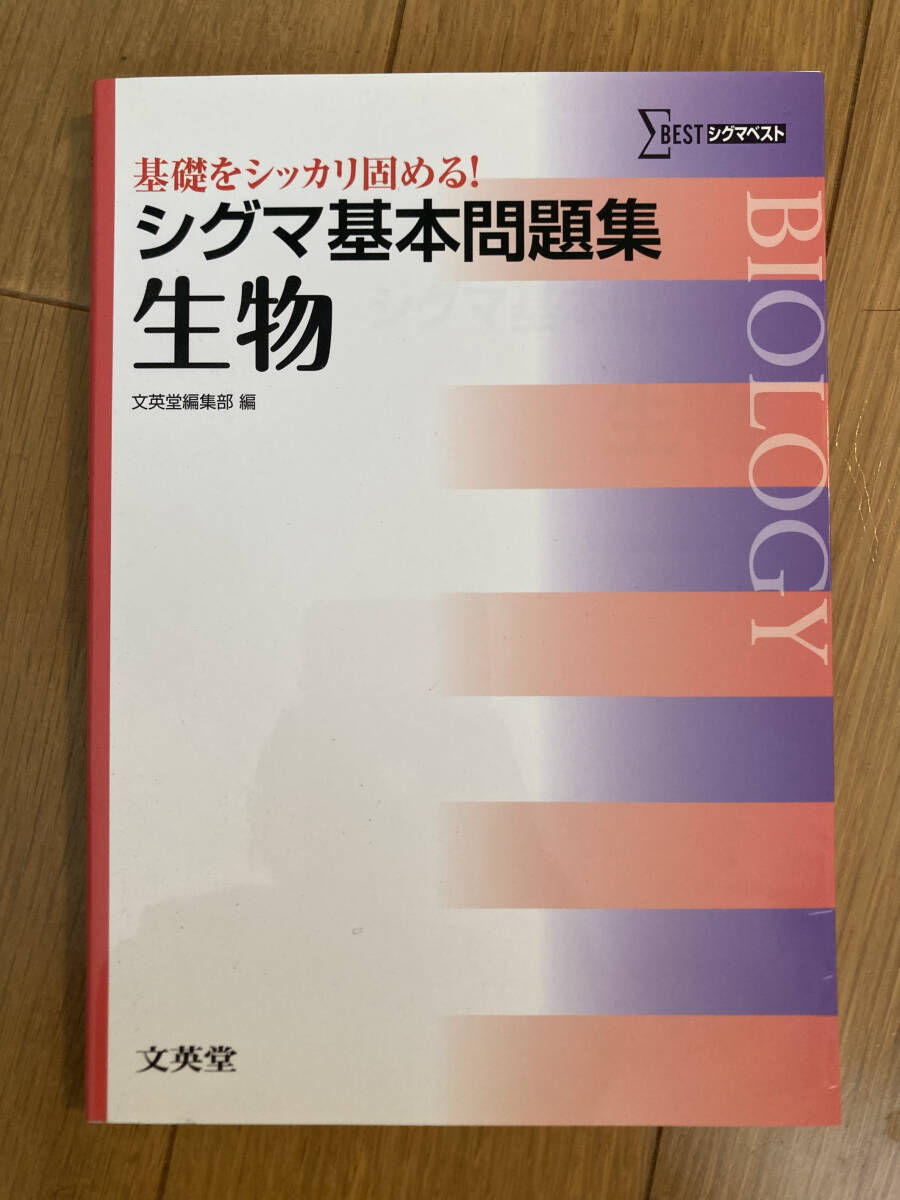 ΣBEST シグマベスト
基礎をシッカリ固める!
シグマ基本問題集
生物
文英堂編集部 編
BIOLOGY
文英堂